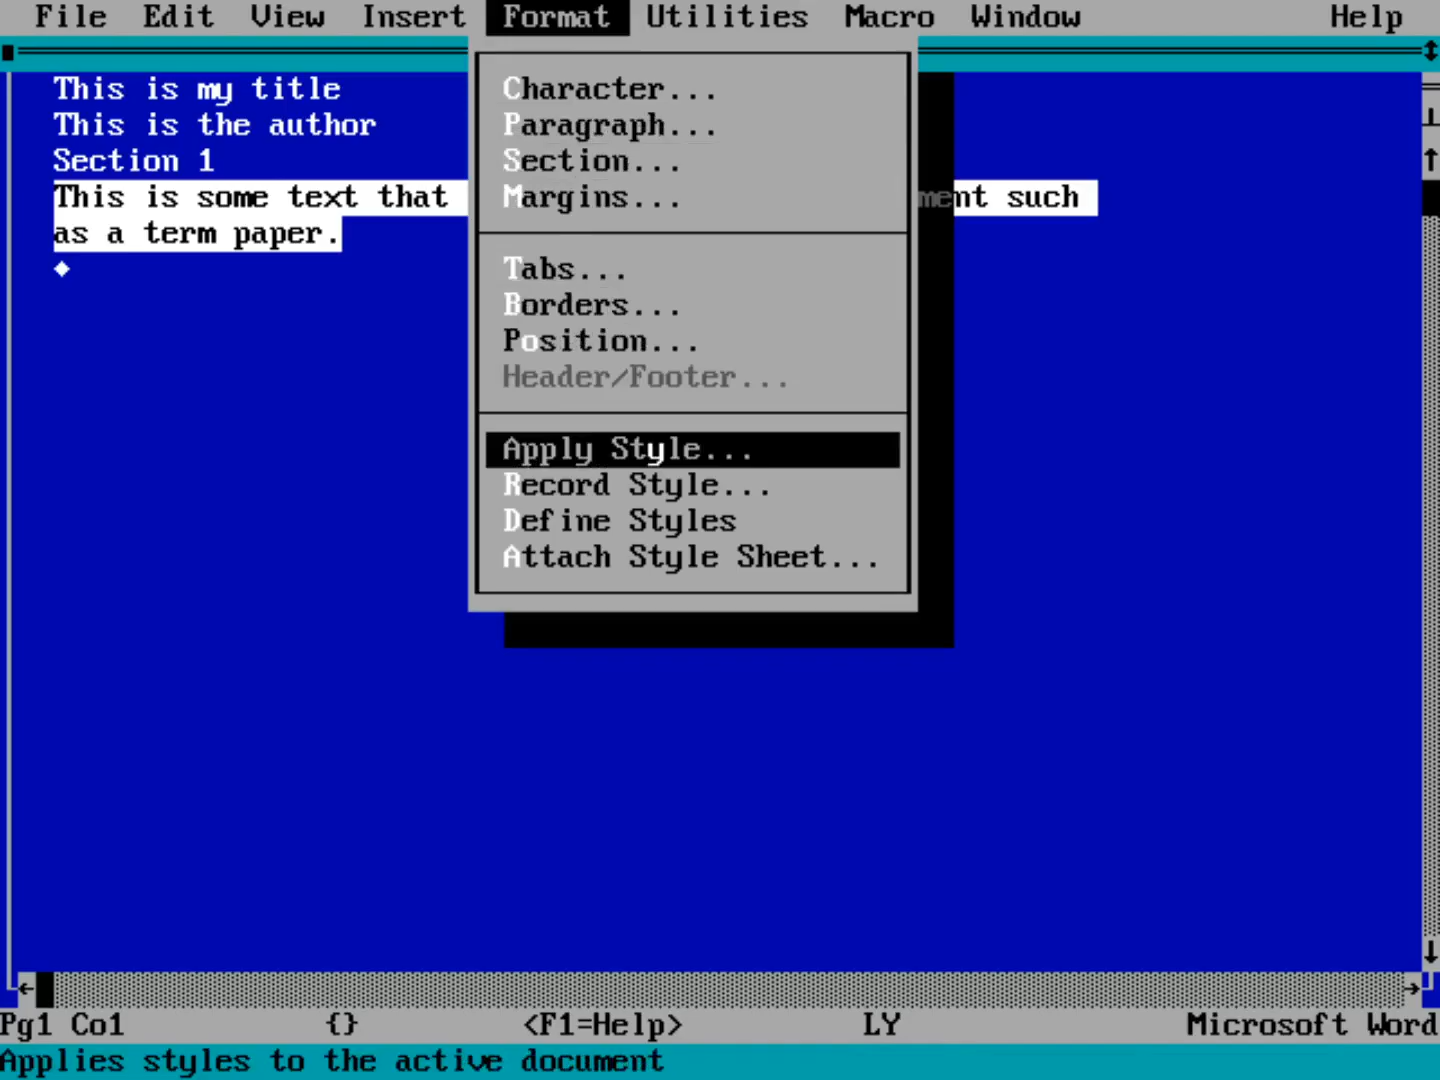 File Edit View Insert Format Utilities Macro Window Help
This is my title
This is the author
Section 1
This is some text that ment such
as a term paper.
Character...
Paragraph...
Section...
Margins...
Tabs...
Borders...
Position...
Header/Footer...
Apply Style...
Record Style...
Define Styles
Attach Style Sheet...
Pg1 Co1 {} <F1=Help> LY Microsoft Word
Applies styles to the active document